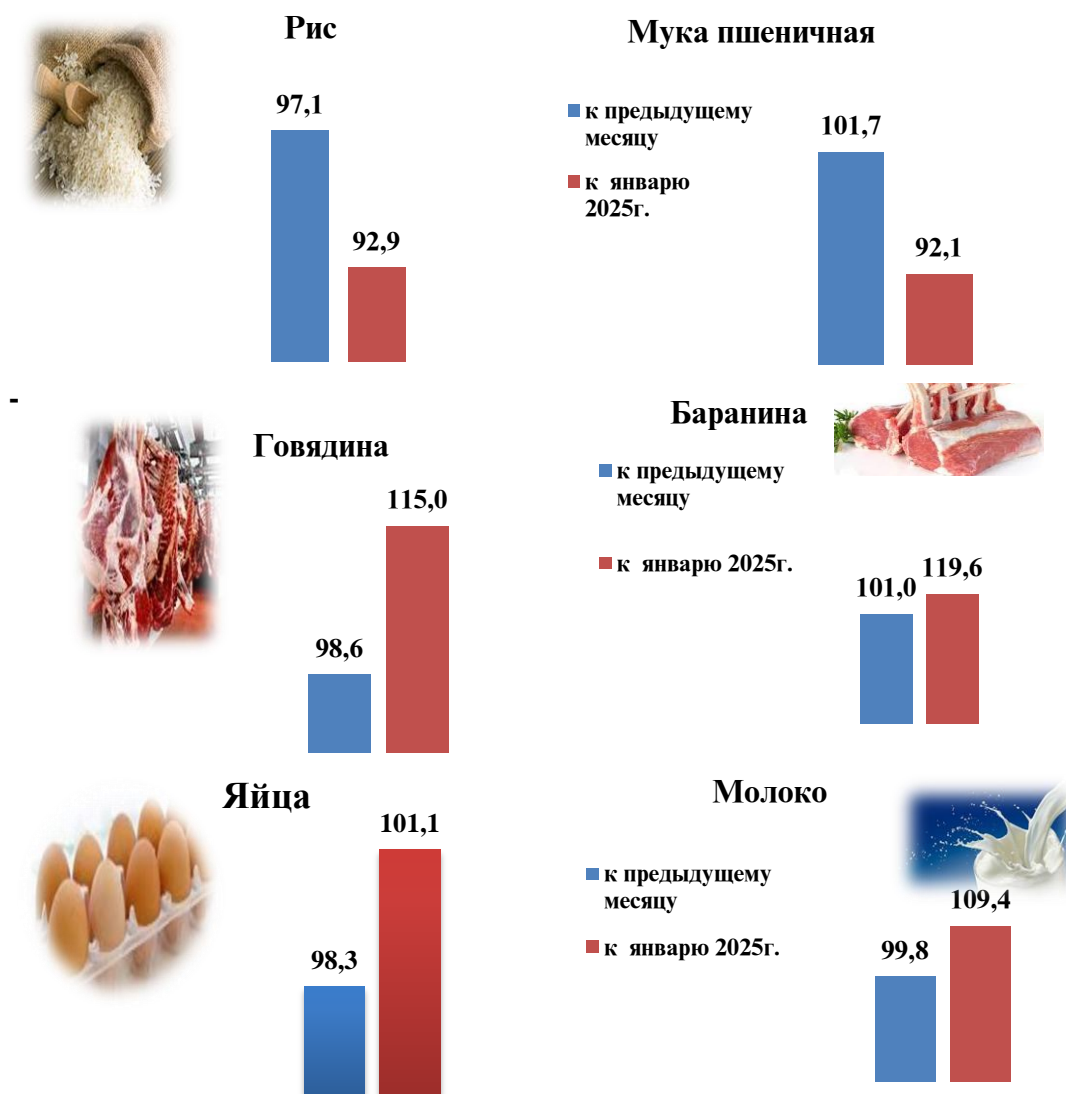 Рис
97,1
92,9
Мука пшеничная
к предыдущему
месяцу
к январю
2025г.
101,7
92,1
-
Говядина
98,6
115,0
Баранина
к предыдущему
месяцу
к январю 2025г.
101,0
119,6
Яйца
98,3
101,1
Молоко
к предыдущему
месяцу
к январю 2025г.
99,8
109,4